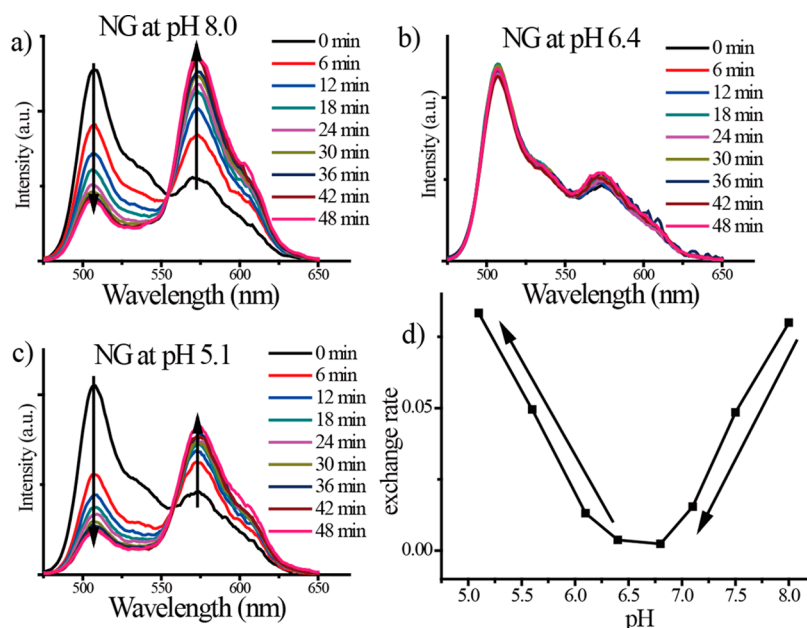 a) NG at pH 8.0
0 min
6 min
12 min
18 min
24 min
30 min
36 min
42 min
48 min
Intensity (a.u.)
500 550 600 650
Wavelength (nm)
b) NG at pH 6.4
0 min
6 min
12 min
18 min
24 min
30 min
36 min
42 min
48 min
Intensity (a.u.)
500 550 600 650
Wavelength (nm)
c) NG at pH 5.1
0 min
6 min
12 min
18 min
24 min
30 min
36 min
42 min
48 min
Intensity (a.u.)
500 550 600 650
Wavelength (nm)
d)
exchange rate
0.05
0.00
5.0 5.5 6.0 6.5 7.0 7.5 8.0
pH